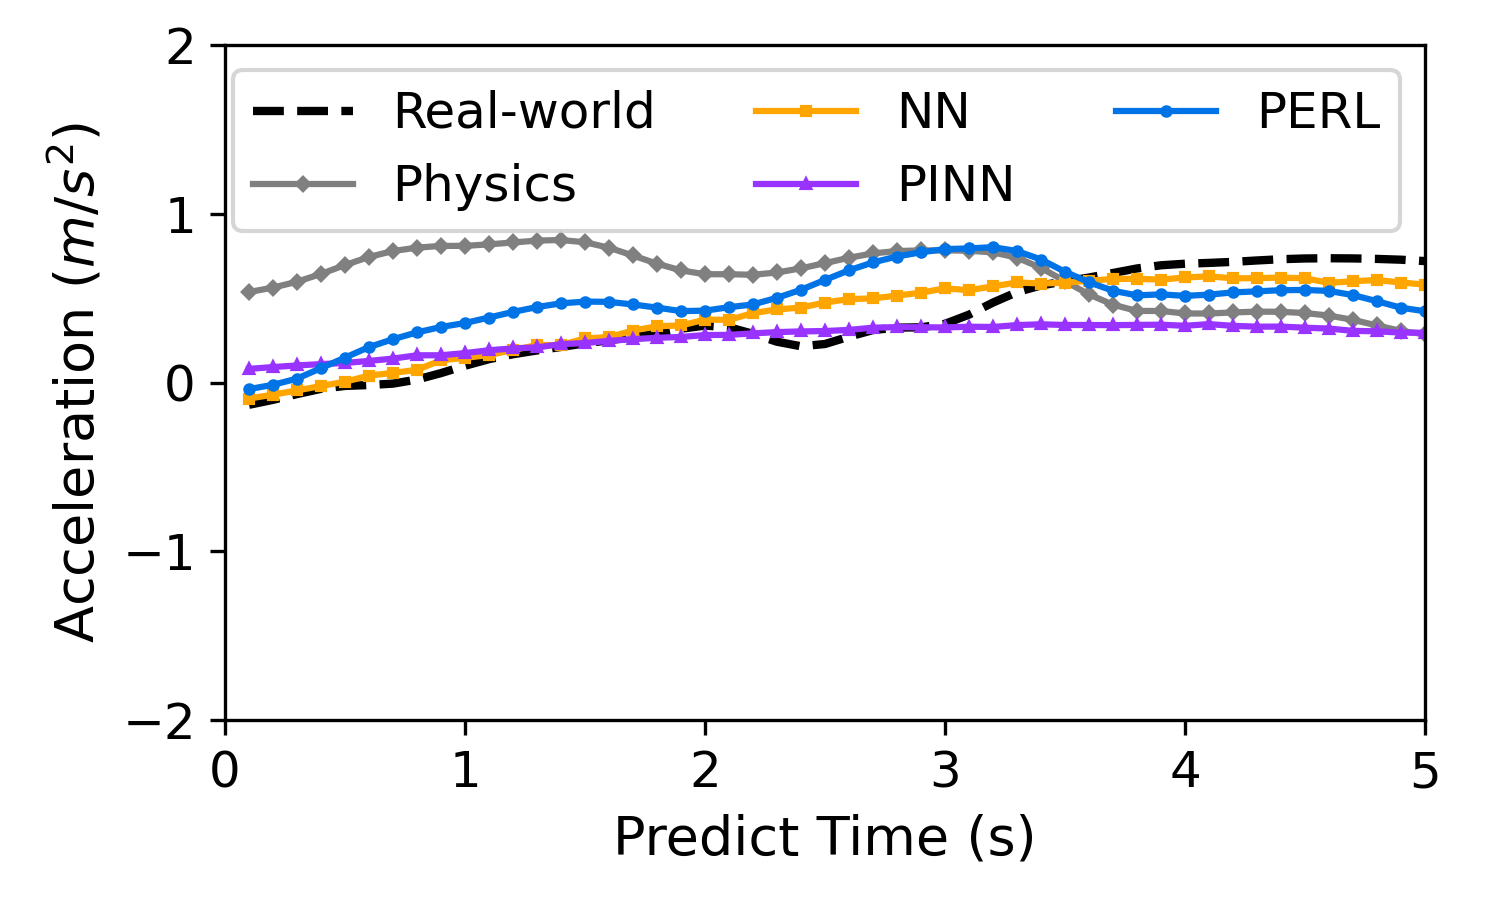 2
1
0
−1
−2
Acceleration (m/s²)
Real-world
Physics
NN
PINN
PERL
0 1 2 3 4 5
Predict Time (s)